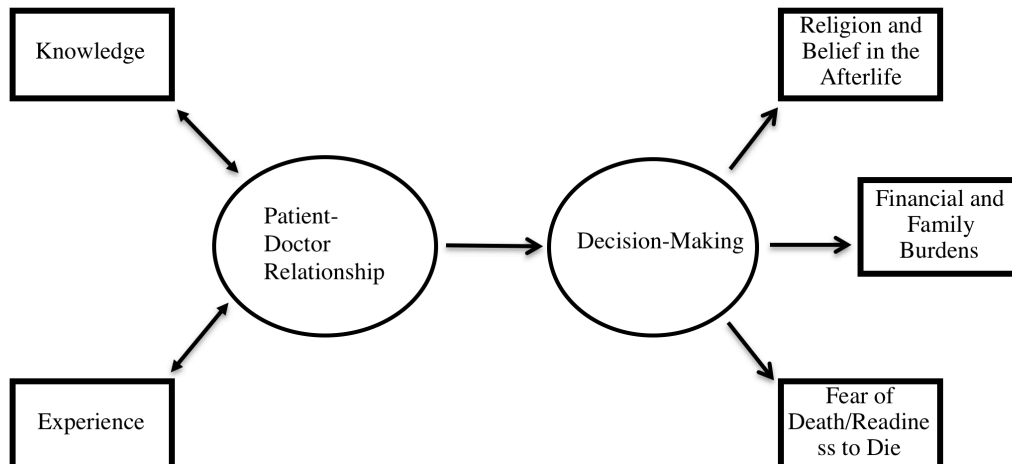 Knowledge
Religion and
Belief in the
Afterlife
Patient-
Doctor
Relationship
Decision-Making
Financial and
Family
Burdens
Experience
Fear of
Death/Readine
ss to Die